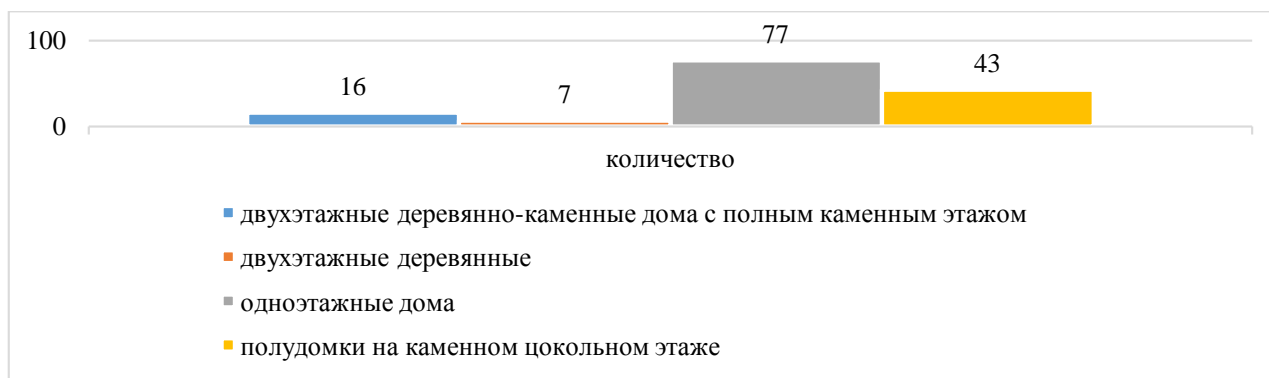 100
77
43
16
7
0
количество
двухэтажные деревянно-каменные дома с полным каменным этажом
двухэтажные деревянные
одноэтажные дома
полудомки на каменном цокольном этаже